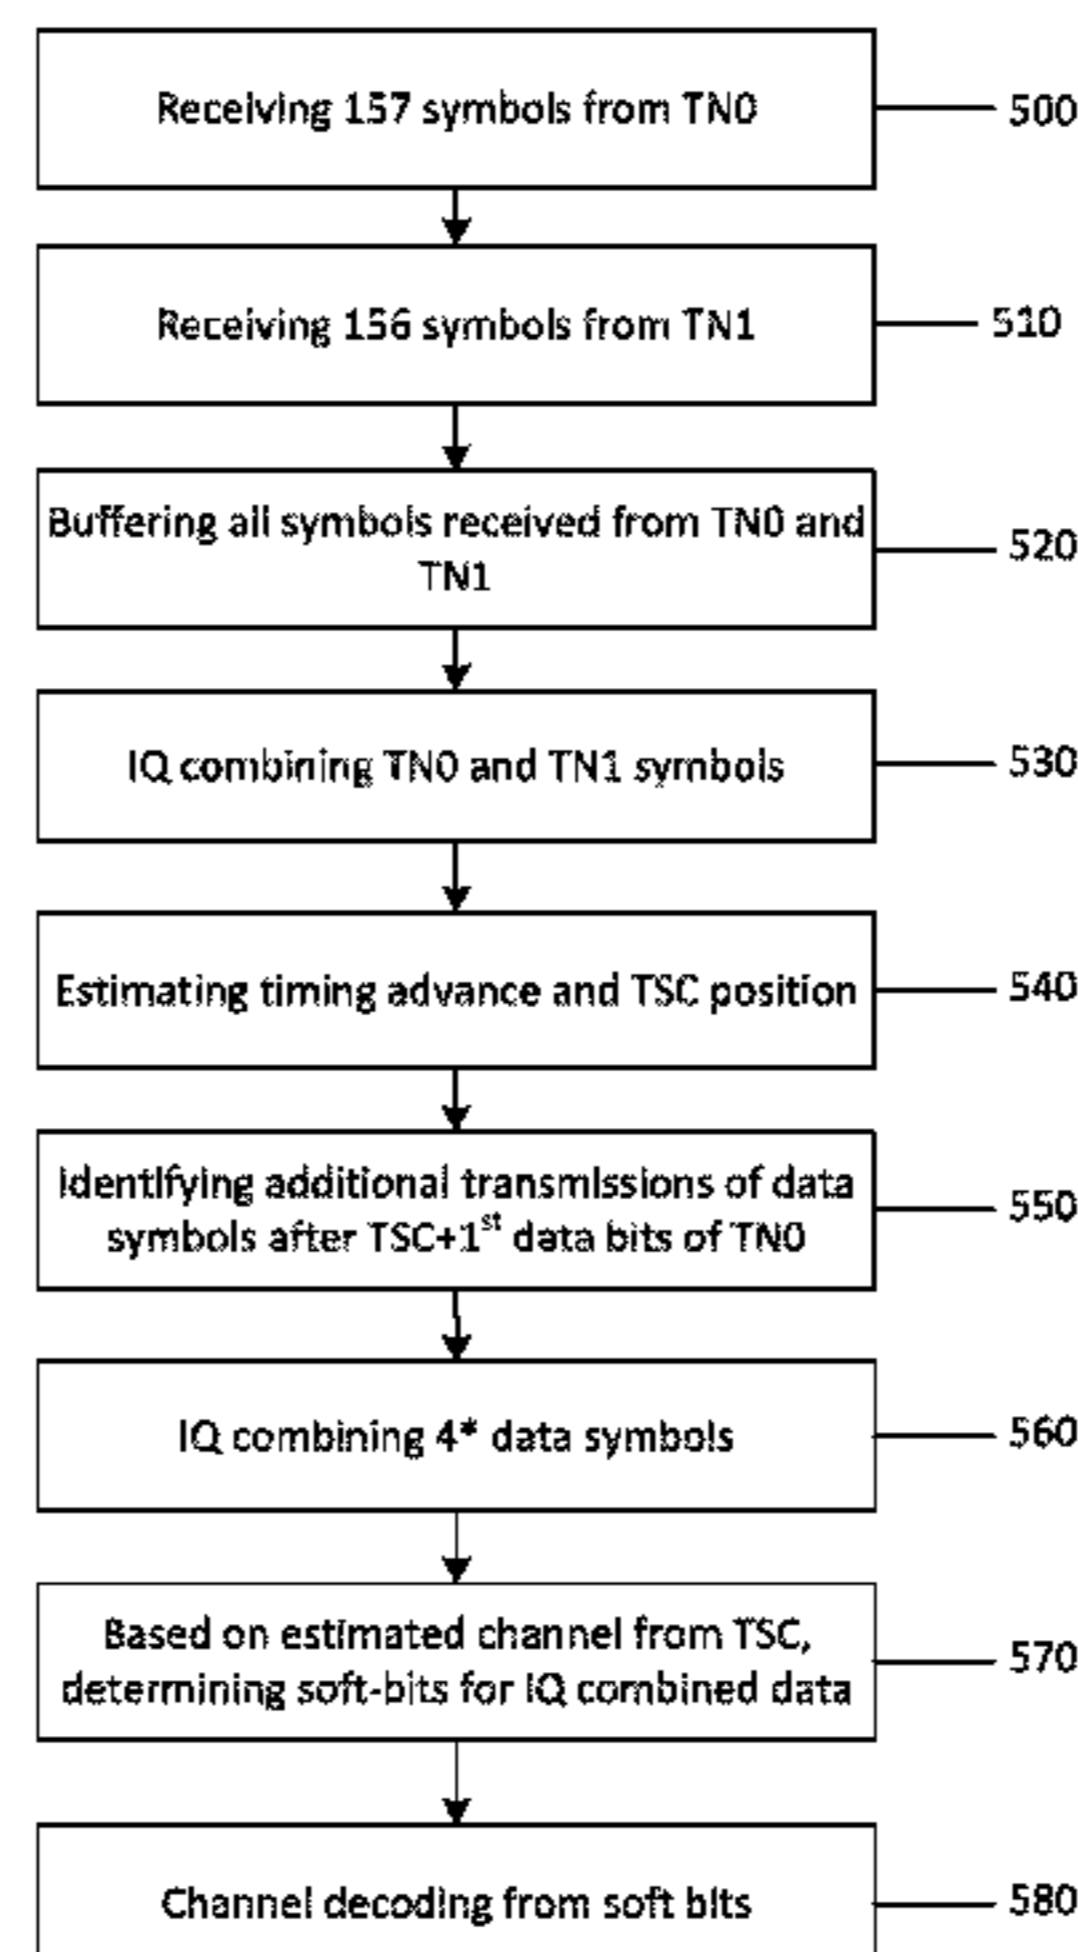 Receiving 157 symbols from TN0
500
Receiving 156 symbols from TN1
510
Buffering all symbols received from TN0 and
TN1
520
IQ combining TN0 and TN1 symbols
530
Estimating timing advance and TSC position
540
Identifying additional transmissions of data
symbols after TSC+1st data bits of TN0
550
IQ combining 4* data symbols
560
Based on estimated channel from TSC,
determining soft-bits for IQ combined data
570
Channel decoding from soft bits
580